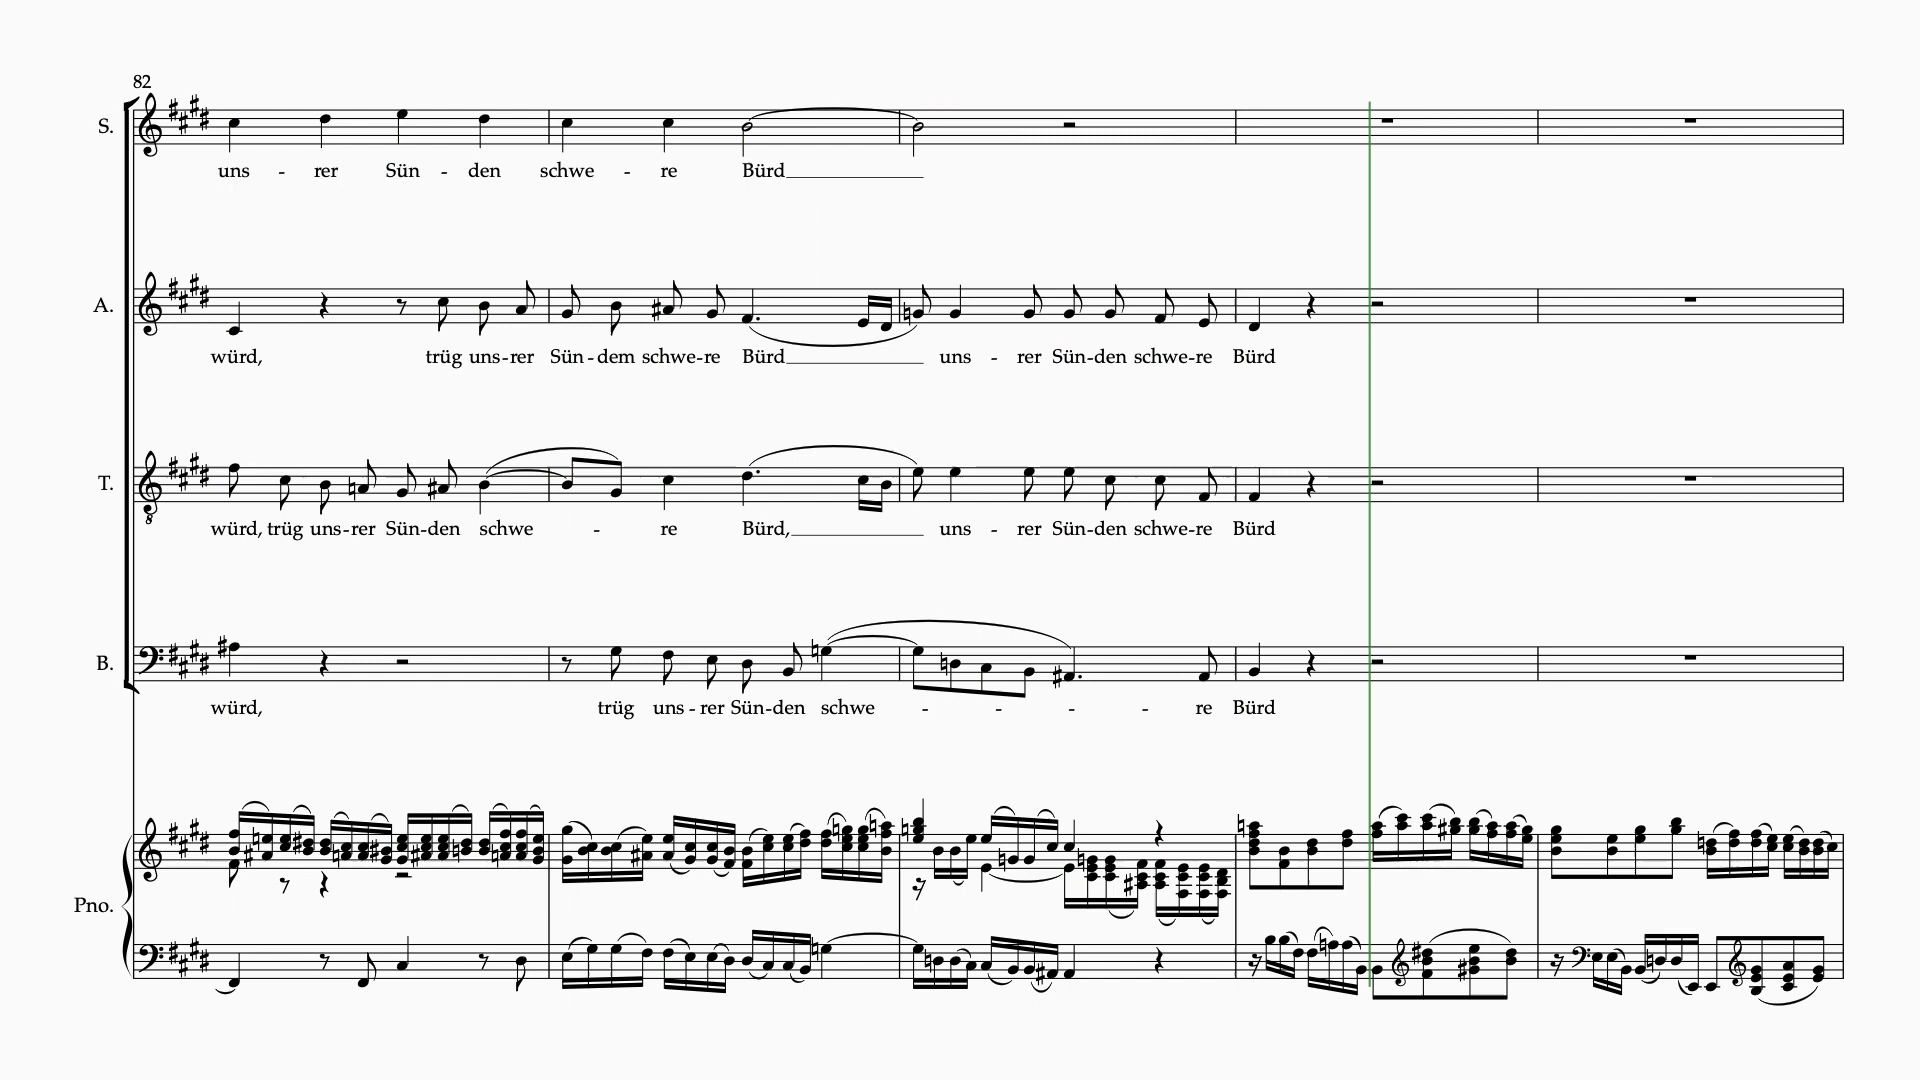 82
S.
uns - rer Sün - den schwe - re Bürd
A.
würd, trüg uns-rer Sün-dem schwe-re Bürd uns - rer Sün-den schwe-re Bürd
T.
würd, trüg uns-rer Sün-den schwe - re Bürd, uns - rer Sün-den schwe-re Bürd
B.
würd, trüg uns-rer Sün-den schwe - - - - re Bürd
Pno.